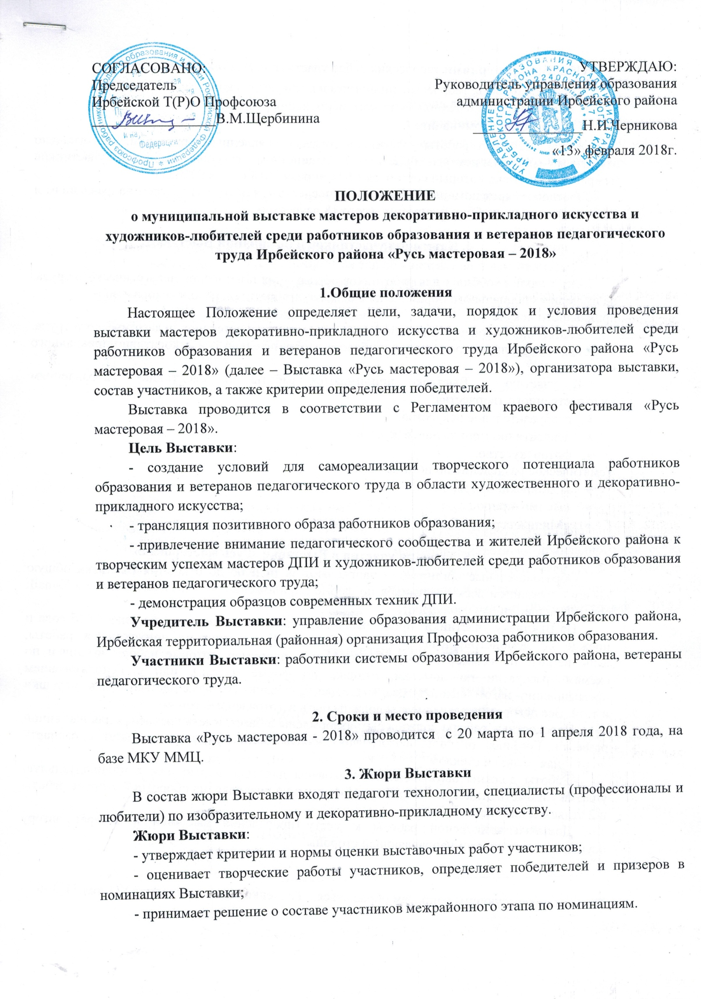 СОГЛАСОВАНО:
Председатель
Ирбейской Т(Р)О Профсоюза
В.М.Щербинина
УТВЕРЖДАЮ:
Руководитель управления образования
администрации Ирбейского района
Н.И.Черникова
«13» февраля 2018г.
ПОЛОЖЕНИЕ
о муниципальной выставке мастеров декоративно-прикладного искусства и
художников-любителей среди работников образования и ветеранов педагогического
труда Ирбейского района «Русь мастеровая – 2018»
1.Общие положения
Настоящее Положение определяет цели, задачи, порядок и условия проведения
выставки мастеров декоративно-прикладного искусства и художников-любителей среди
работников образования и ветеранов педагогического труда Ирбейского района «Русь
мастеровая – 2018» (далее – Выставка «Русь мастеровая – 2018»), организатора выставки,
состав участников, а также критерии определения победителей.
Выставка проводится в соответствии с Регламентом краевого фестиваля «Русь
мастеровая – 2018».
Цель Выставки:
- создание условий для самореализации творческого потенциала работников
образования и ветеранов педагогического труда в области художественного и декоративно-
прикладного искусства;
- трансляция позитивного образа работников образования;
- -привлечение внимание педагогического сообщества и жителей Ирбейского района к
творческим успехам мастеров ДПИ и художников-любителей среди работников образования
и ветеранов педагогического труда;
- демонстрация образцов современных техник ДПИ.
Учредитель Выставки: управление образования администрации Ирбейского района,
Ирбейская территориальная (районная) организация Профсоюза работников образования.
Участники Выставки: работники системы образования Ирбейского района, ветераны
педагогического труда.
2. Сроки и место проведения
Выставка «Русь мастеровая - 2018» проводится с 20 марта по 1 апреля 2018 года, на
базе МКУ ММЦ.
3. Жюри Выставки
В состав жюри Выставки входят педагоги технологии, специалисты (профессионалы и
любители) по изобразительному и декоративно-прикладному искусству.
Жюри Выставки:
- утверждает критерии и нормы оценки выставочных работ участников;
- оценивает творческие работы участников, определяет победителей и призеров в
номинациях Выставки;
- принимает решение о составе участников межрайонного этапа по номинациям.